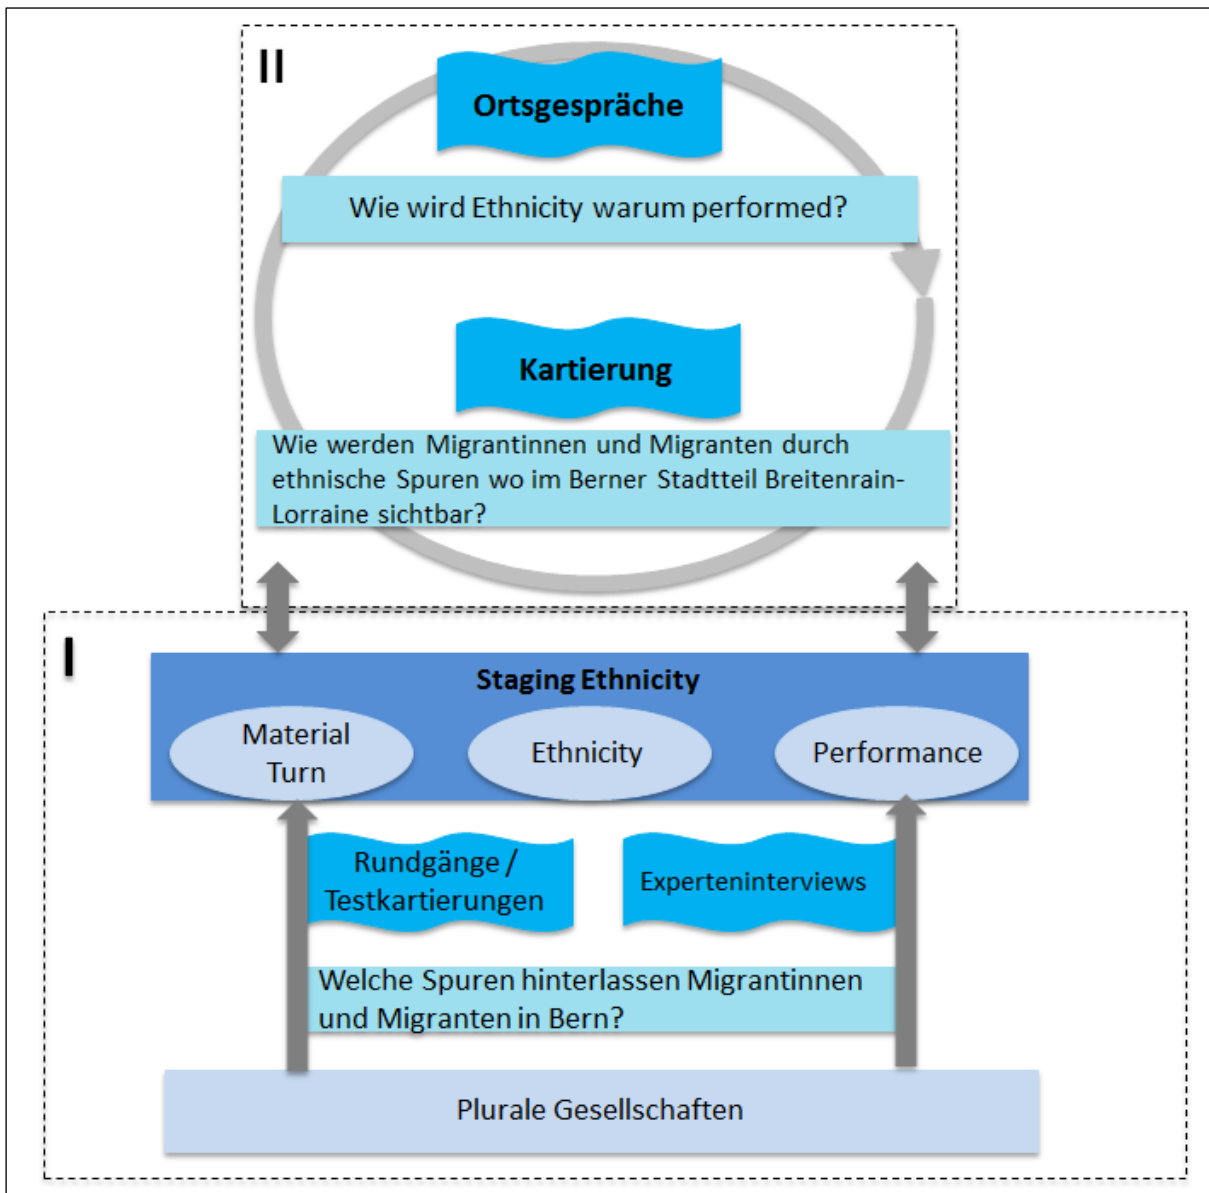 II
Ortsgespräche
Wie wird Ethnicity warum performed?
Kartierung
Wie werden Migrantinnen und Migranten durch
ethnische Spuren wo im Berner Stadtteil Breitenrain-
Lorraine sichtbar?
I
Staging Ethnicity
Material
Turn
Ethnicity
Performance
Rundgänge /
Testkartierungen
Experteninterviews
Welche Spuren hinterlassen Migrantinnen
und Migranten in Bern?
Plurale Gesellschaften